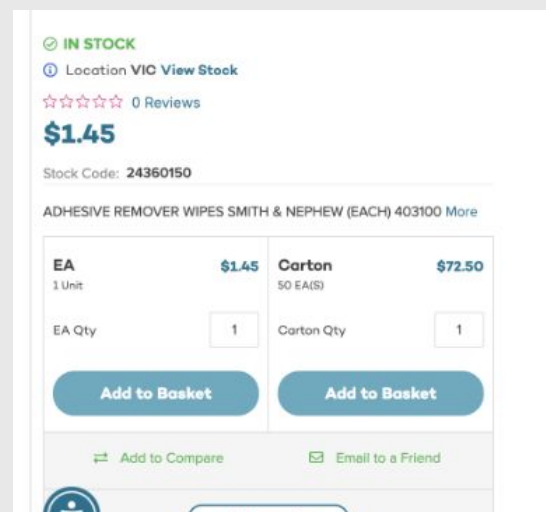 IN STOCK
Location VIC View Stock
0 Reviews
$1.45
Stock Code: 24360150
ADHESIVE REMOVER WIPES SMITH & NEPHEW (EACH) 403100 More
EA $1.45 Carton $72.50
1 Unit 50 EA(S)
EA Qty 1 Carton Qty 1
Add to Basket Add to Basket
Add to Compare Email to a Friend